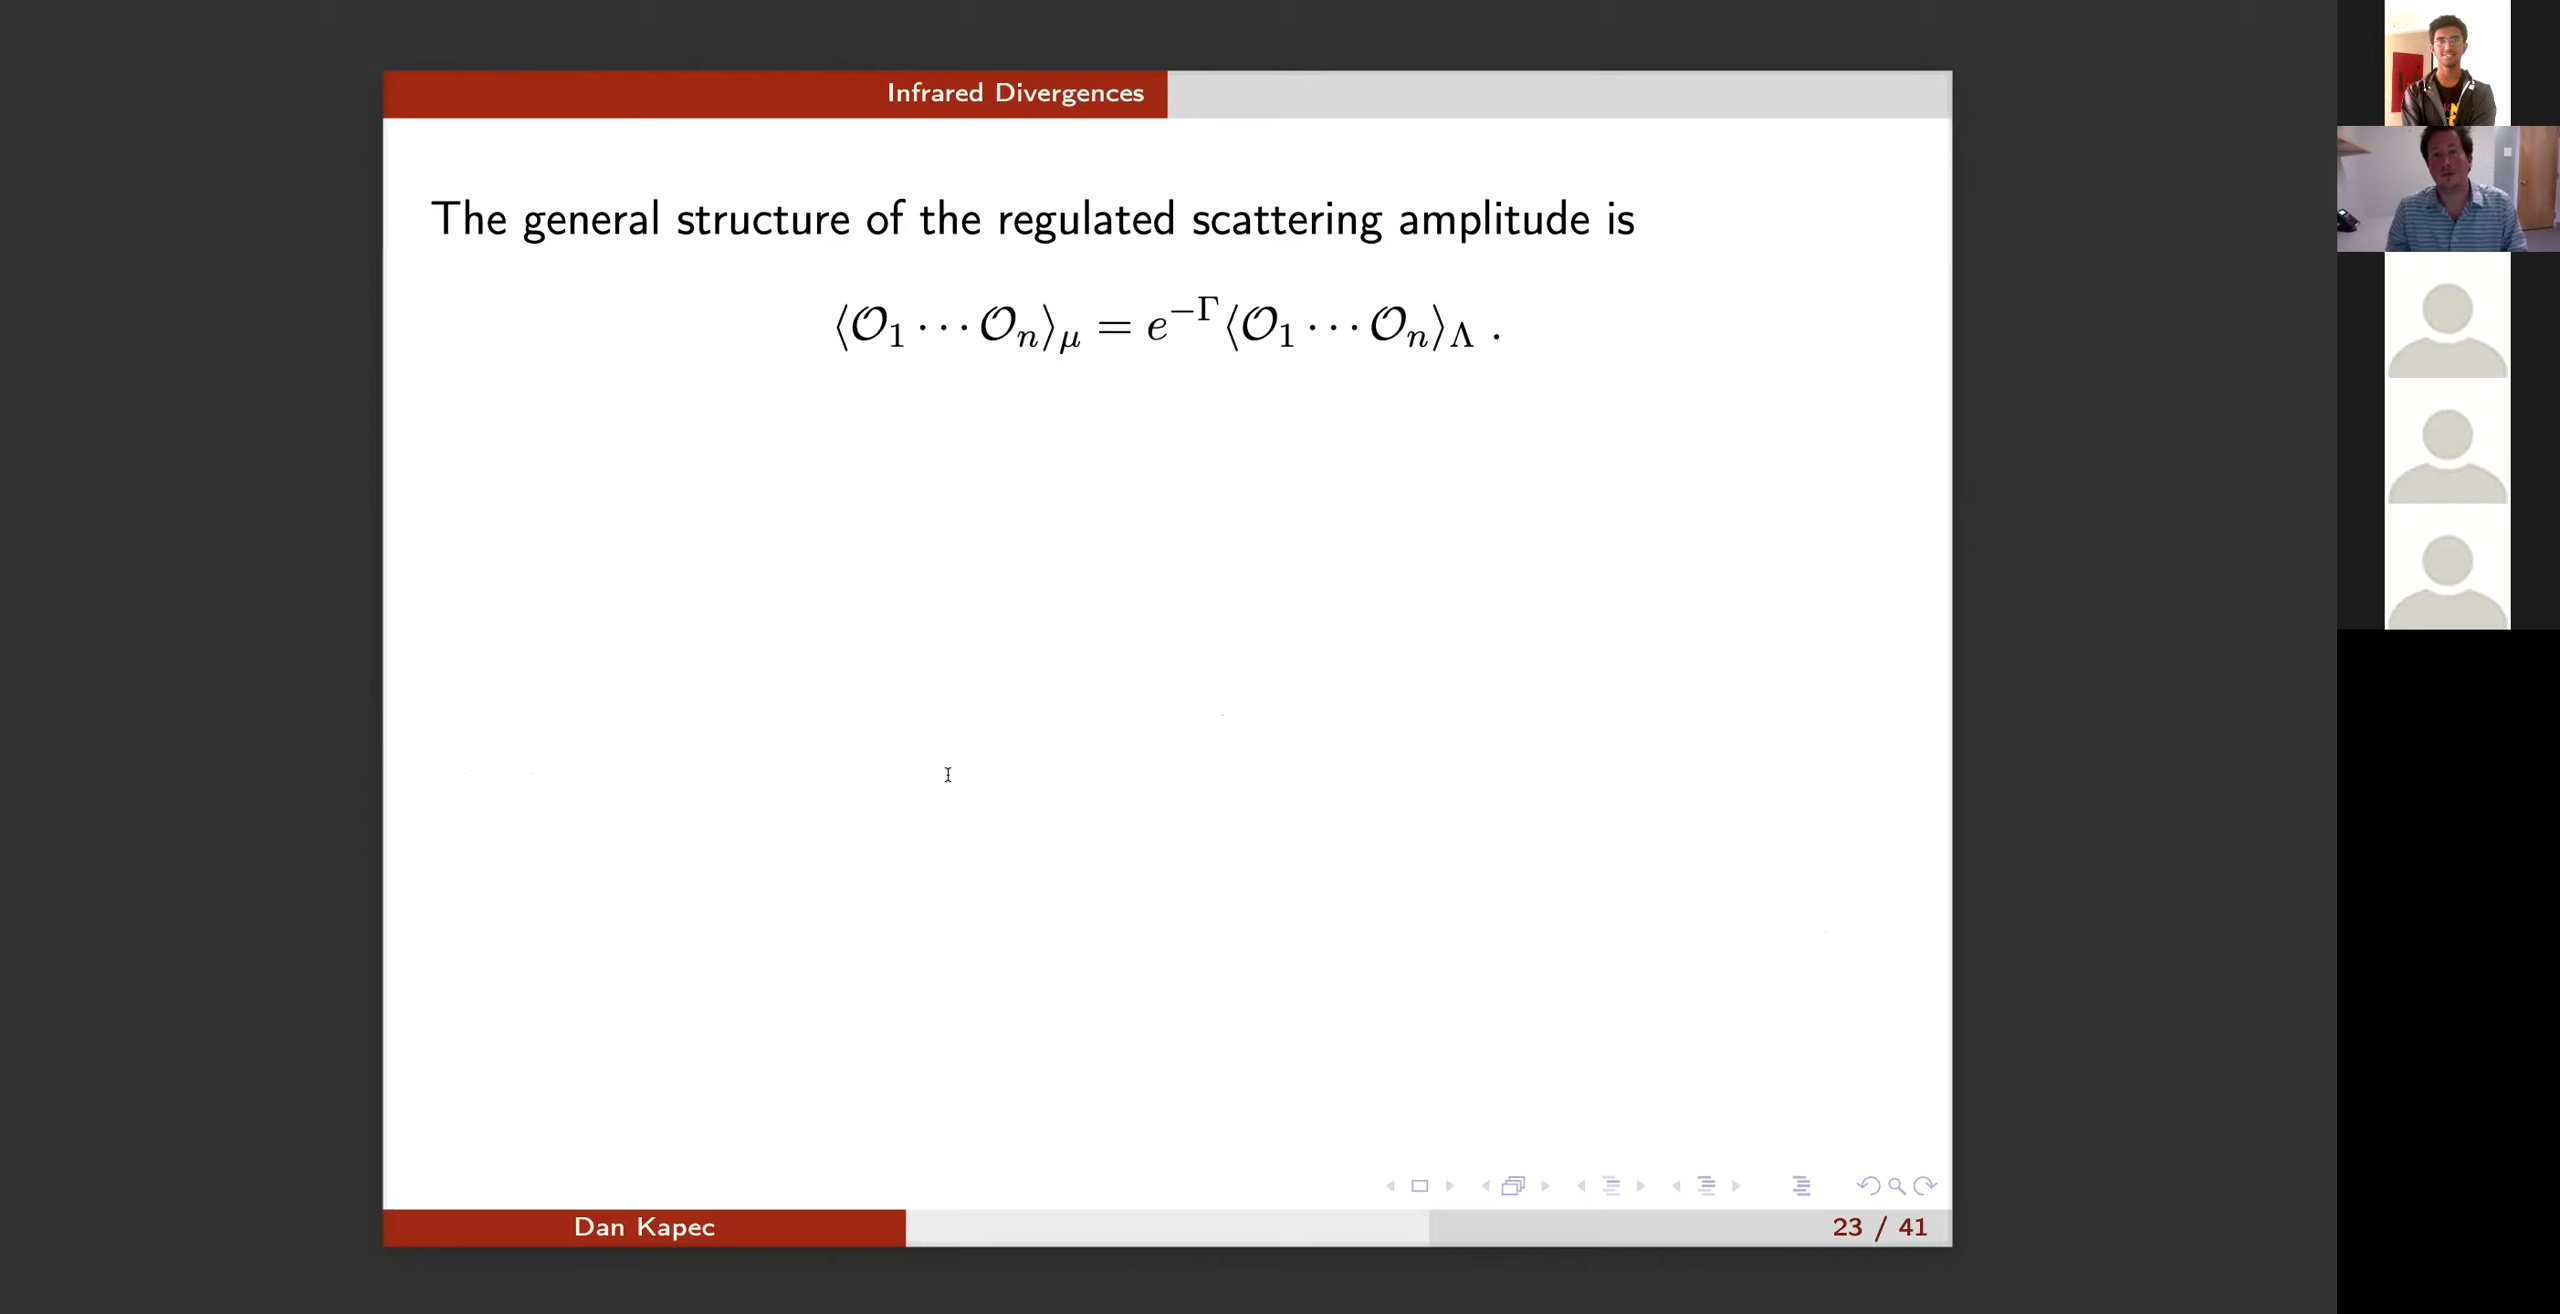 Infrared Divergences
The general structure of the regulated scattering amplitude is
⟨𝒪₁ ⋯ 𝒪ₙ⟩_μ = e^{−Γ}⟨𝒪₁ ⋯ 𝒪ₙ⟩_Λ .
Dan Kapec
23 / 41